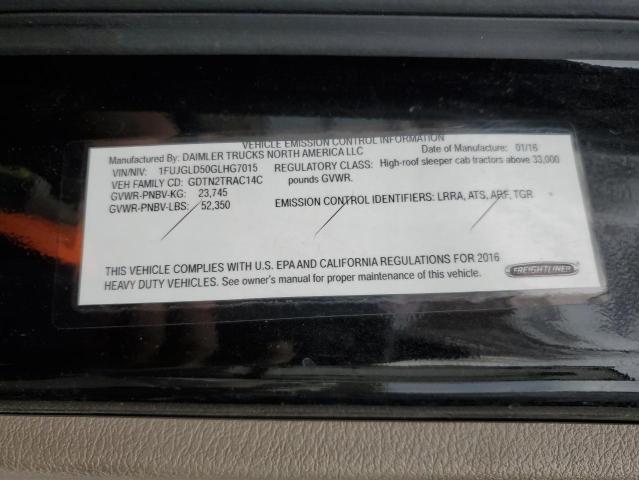 VEHICLE EMISSION CONTROL INFORMATION
Manufactured By: DAIMLER TRUCKS NORTH AMERICA LLC Date of Manufacture: 01/16
VIN/NIV: 1FUJGLD50GLHG7015 REGULATORY CLASS: High-roof sleeper cab tractors above 33,000
VEH FAMILY CD: GDTN2TRAC14C pounds GVWR.
GVWR-PNBV-KG: 23,745
GVWR-PNBV-LBS: 52,350 EMISSION CONTROL IDENTIFIERS: LRRA, ATS, ARF, TGR
THIS VEHICLE COMPLIES WITH U.S. EPA AND CALIFORNIA REGULATIONS FOR 2016
HEAVY DUTY VEHICLES. See owner's manual for proper maintenance of this vehicle.
FREIGHTLINER